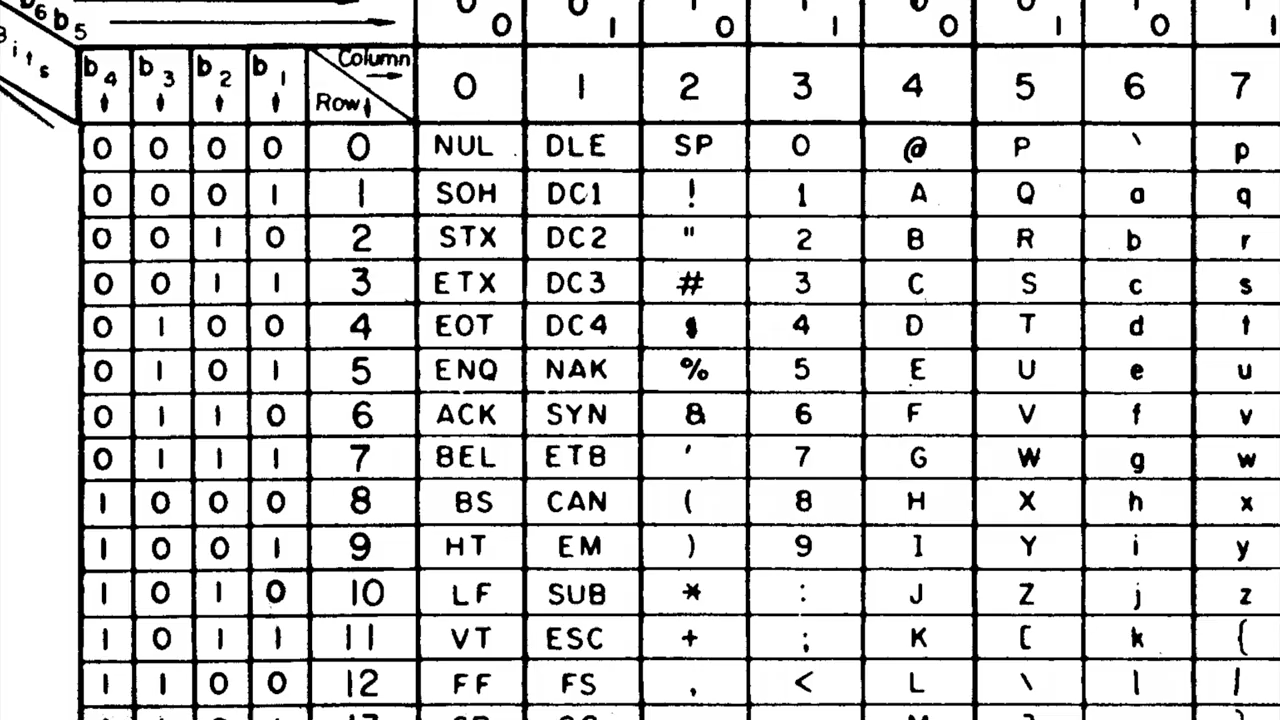 b6 b5
Bits
0 0 1 1 0 0 1 1
0 1 0 1 0 1 0 1
b4 b3 b2 b1 Column Row 0 1 2 3 4 5 6 7
0 0 0 0 0 NUL DLE SP 0 @ P ` p
0 0 0 1 1 SOH DC1 ! 1 A Q a q
0 0 1 0 2 STX DC2 " 2 B R b r
0 0 1 1 3 ETX DC3 # 3 C S c s
0 1 0 0 4 EOT DC4 $ 4 D T d t
0 1 0 1 5 ENQ NAK % 5 E U e u
0 1 1 0 6 ACK SYN & 6 F V f v
0 1 1 1 7 BEL ETB ' 7 G W g w
1 0 0 0 8 BS CAN ( 8 H X h x
1 0 0 1 9 HT EM ) 9 I Y i y
1 0 1 0 10 LF SUB * : J Z j z
1 0 1 1 11 VT ESC + ; K [ k {
1 1 0 0 12 FF FS , < L \ l |